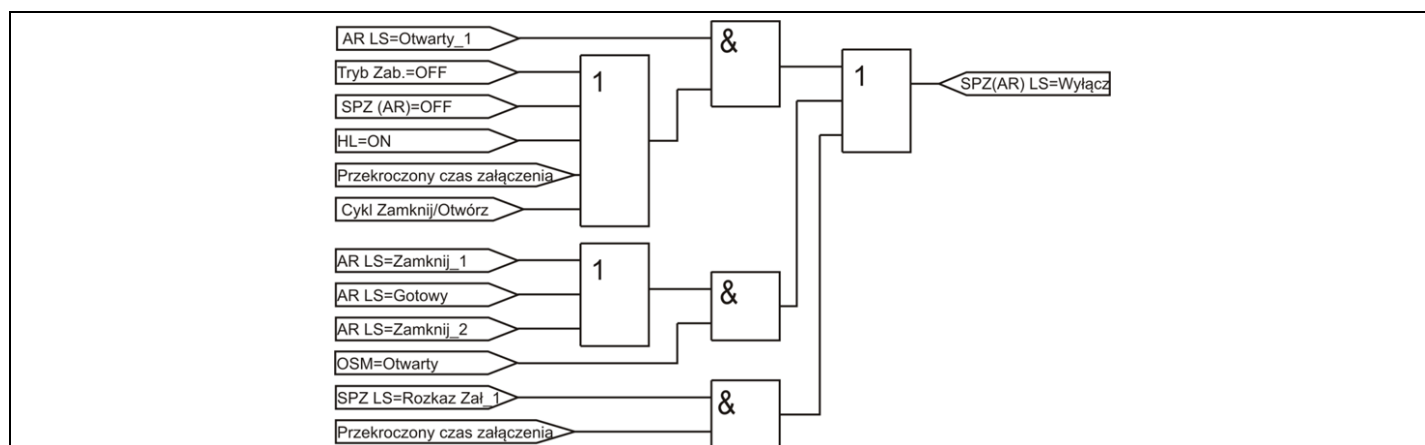 AR LS=Otwarty_1
&
Tryb Zab.=OFF
1
1
SPZ(AR) LS=Wyłącz
SPZ (AR)=OFF
HL=ON
Przekroczony czas załączenia
Cykl Zamknij/Otwórz
AR LS=Zamknij_1
1
AR LS=Gotowy
&
AR LS=Zamknij_2
OSM=Otwarty
SPZ LS=Rozkaz Zał_1
&
Przekroczony czas załączenia